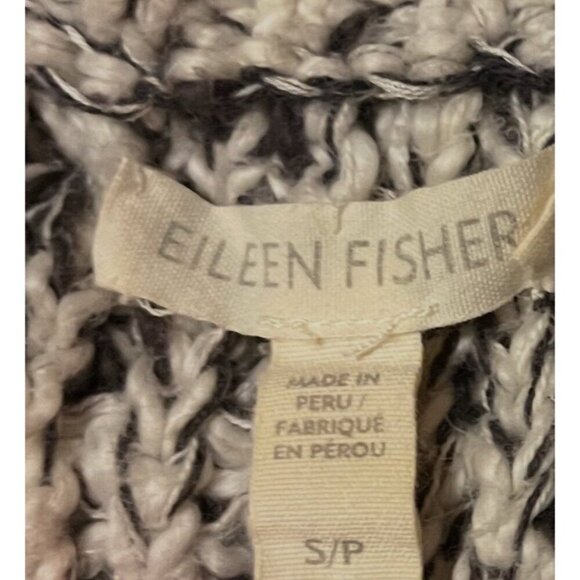 EILEEN FISHER
MADE IN
PERU /
FABRIQUÉ
EN PÉROU
S/P